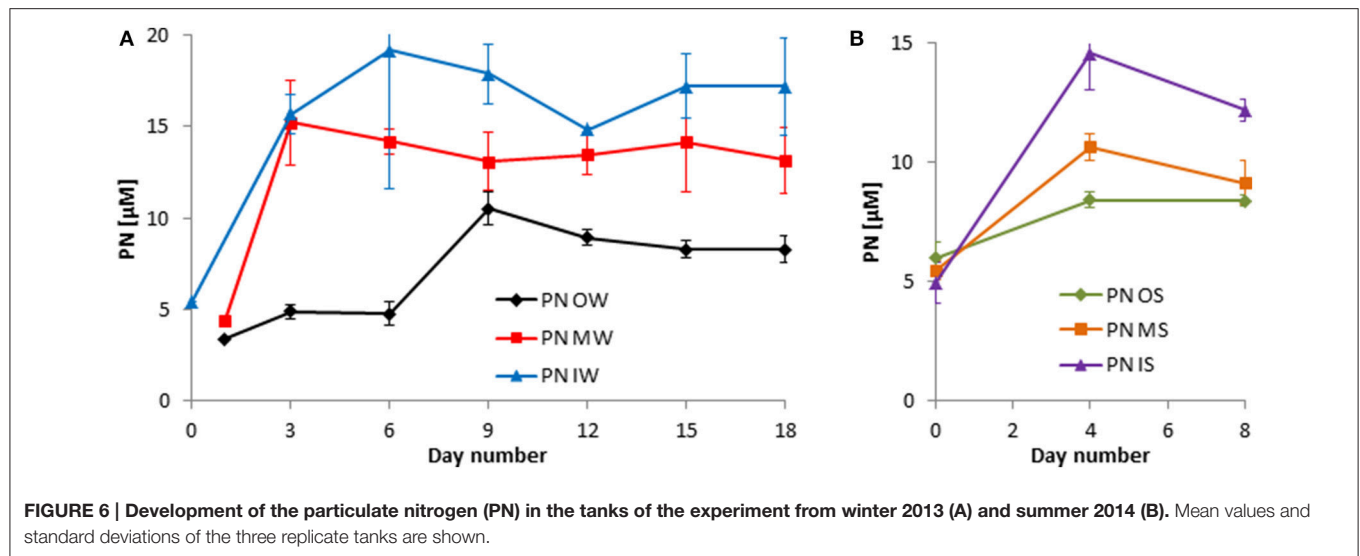 A
20
15
10
5
0
PN [µM]
PN OW
PN MW
PN IW
0 3 6 9 12 15 18
Day number
B
15
10
5
0
PN [µM]
PN OS
PN MS
PN IS
0 2 4 6 8
Day number
FIGURE 6 | Development of the particulate nitrogen (PN) in the tanks of the experiment from winter 2013 (A) and summer 2014 (B). Mean values and
standard deviations of the three replicate tanks are shown.